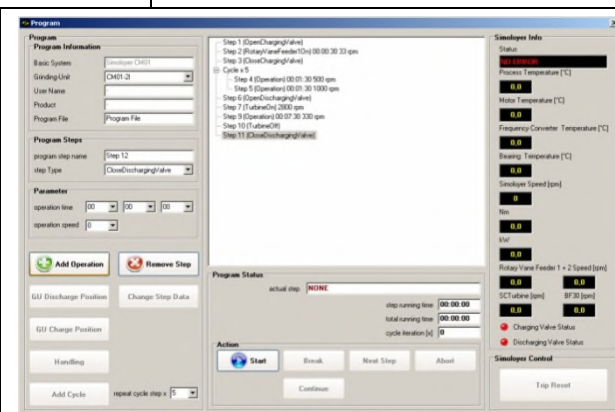 Program
Program
Program Information
Basic System Simoloyer CM01
Grinding Unit CM01-2l
User Name
Product
Program File Program File
Program Steps
program step name Step 12
step Type CloseDischargingValve
Parameter
operation time 00 00 00
operation speed 0
Add Operation Remove Step
GU Discharge Position Change Step Data
GU Charge Position
Handling
Add Cycle repeat cycle step x 5
Step 1 (OpenChargingValve)
Step 2 (RotaryVaneFeeder1On) 00:00:30 33 rpm
Step 3 (CloseChargingValve)
Cycle x 5
Step 4 (Operation) 00:01:30 500 rpm
Step 5 (Operation) 00:01:30 1000 rpm
Step 6 (OpenDischargingValve)
Step 7 (TurbineOn) 2800 rpm
Step 9 (Operation) 00:07:30 330 rpm
Step 10 (TurbineOff)
Step 11 (CloseDischargingValve)
Program Status
actual step NONE
step running time 00:00:00
total running time 00:00:00
cycle iteration [x] 0
Action
Start Break Next Step Abort
Continue
Simoloyer Info
Status
NO ERROR
Process Temperature [°C]
0,0
Motor Temperature [°C]
0,0
Frequency Converter Temperature [°C]
0,0
Bearing Temperature [°C]
0,0
Simoloyer Speed [rpm]
0
Nm
0,0
kW
0,0
Rotary Vane Feeder 1 + 2 Speed [rpm]
0,0 0,0
SCTurbine [rpm] BF30 [rpm]
0,0 0,0
Charging Valve Status
Discharging Valve Status
Simoloyer Control
Trip Reset